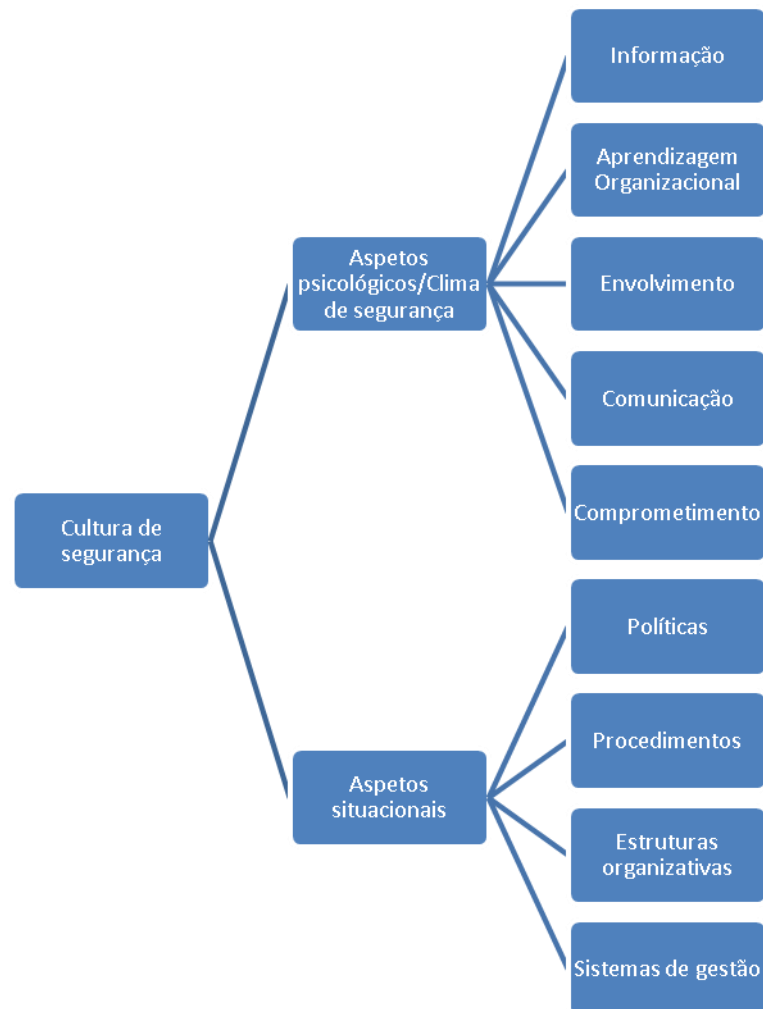 Cultura de
segurança
Aspetos
psicológicos/Clima
de segurança
Informação
Aprendizagem
Organizacional
Envolvimento
Comunicação
Comprometimento
Aspetos
situacionais
Políticas
Procedimentos
Estruturas
organizativas
Sistemas de gestão